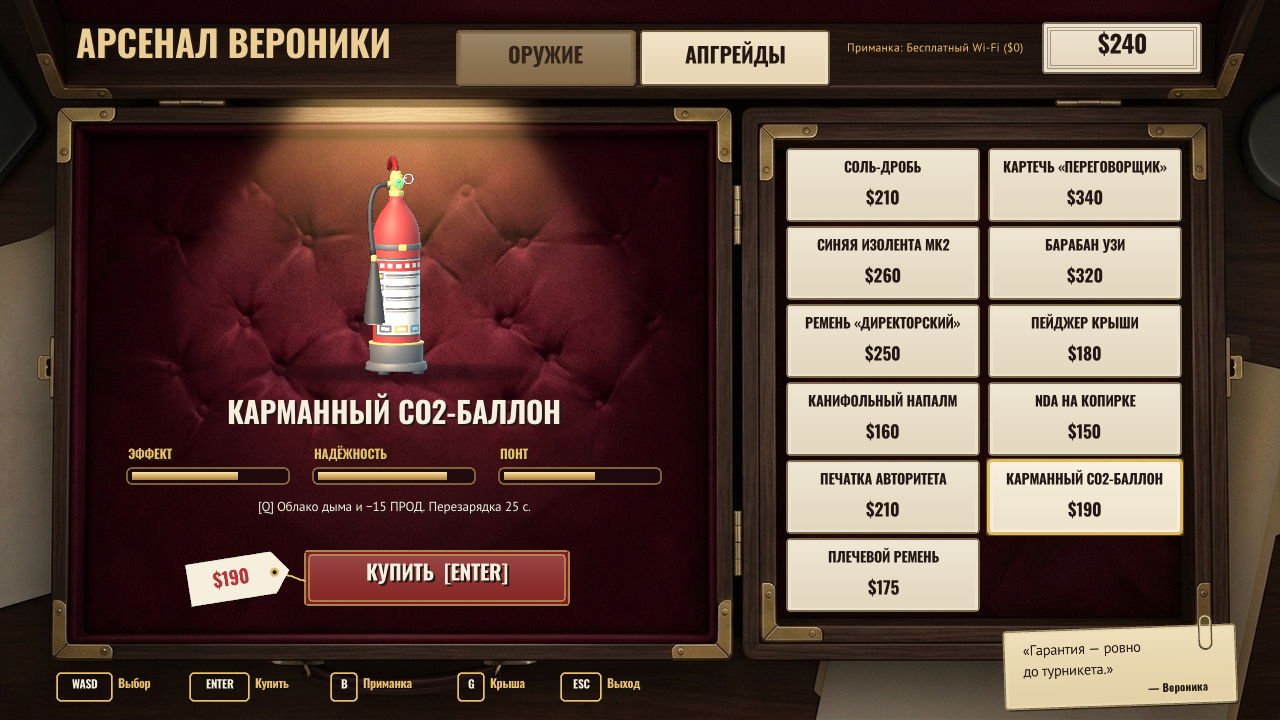 АРСЕНАЛ ВЕРОНИКИ
ОРУЖИЕ
АПГРЕЙДЫ
Приманка: Бесплатный Wi-Fi ($0)
$240
КАРМАННЫЙ CO2-БАЛЛОН
ЭФФЕКТ
НАДЁЖНОСТЬ
ПОНТ
[Q] Облако дыма и −15 ПРОД. Перезарядка 25 с.
$190
КУПИТЬ [ENTER]
СОЛЬ-ДРОБЬ
$210
КАРТЕЧЬ «ПЕРЕГОВОРЩИК»
$340
СИНЯЯ ИЗОЛЕНТА МК2
$260
БАРАБАН УЗИ
$320
РЕМЕНЬ «ДИРЕКТОРСКИЙ»
$250
ПЕЙДЖЕР КРЫШИ
$180
КАНИФОЛЬНЫЙ НАПАЛМ
$160
NDA НА КОПИРКЕ
$150
ПЕЧАТКА АВТОРИТЕТА
$210
КАРМАННЫЙ CO2-БАЛЛОН
$190
ПЛЕЧЕВОЙ РЕМЕНЬ
$175
«Гарантия — ровно
до турникета.»
— Вероника
WASD Выбор
ENTER Купить
B Приманка
G Крыша
ESC Выход